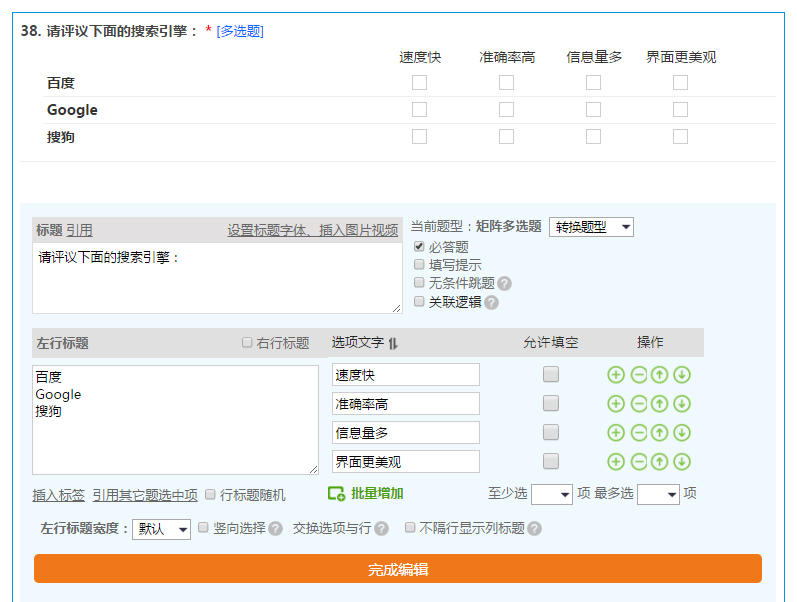 38. 请评议下面的搜索引擎： * [多选题]
速度快 准确率高 信息量多 界面更美观
百度
Google
搜狗
标题 引用 设置标题字体、插入图片视频
请评议下面的搜索引擎：
当前题型：矩阵多选题 转换题型
必答题
填写提示
无条件跳题 ?
关联逻辑 ?
左行标题 右行标题 选项文字 允许填空 操作
百度
Google
搜狗
速度快
准确率高
信息量多
界面更美观
插入标签 引用其它题选中项 行标题随机 批量增加 至少选 项 最多选 项
左行标题宽度： 默认 竖向选择 ? 交换选项与行 ? 不隔行显示列标题 ?
完成编辑